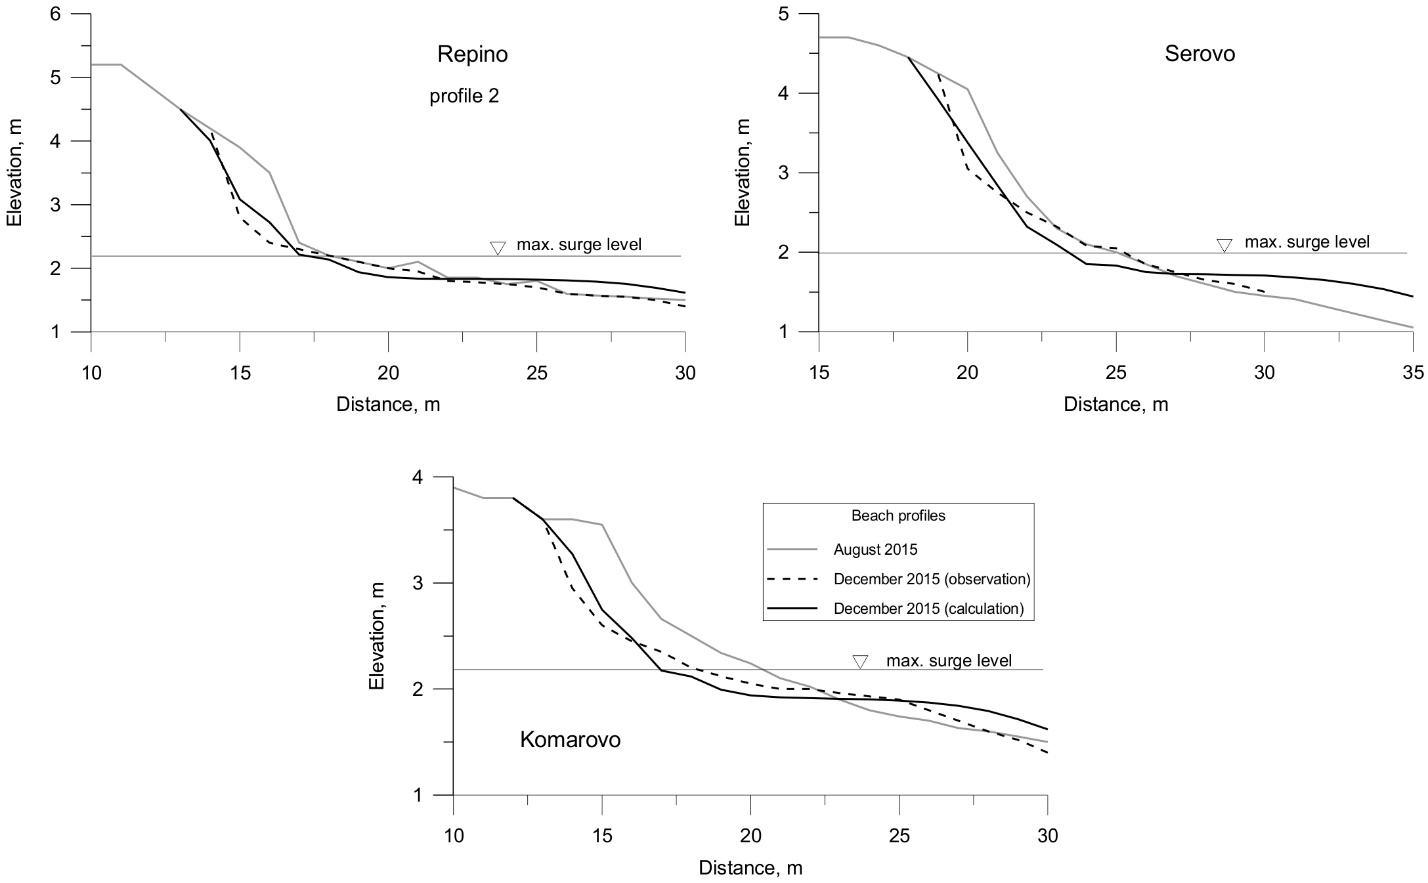 Repino
profile 2
max. surge level
Elevation, m
6
5
4
3
2
1
10
15
20
25
30
Distance, m
Serovo
max. surge level
Elevation, m
5
4
3
2
1
15
20
25
30
35
Distance, m
Beach profiles
August 2015
December 2015 (observation)
December 2015 (calculation)
max. surge level
Komarovo
Elevation, m
4
3
2
1
10
15
20
25
30
Distance, m